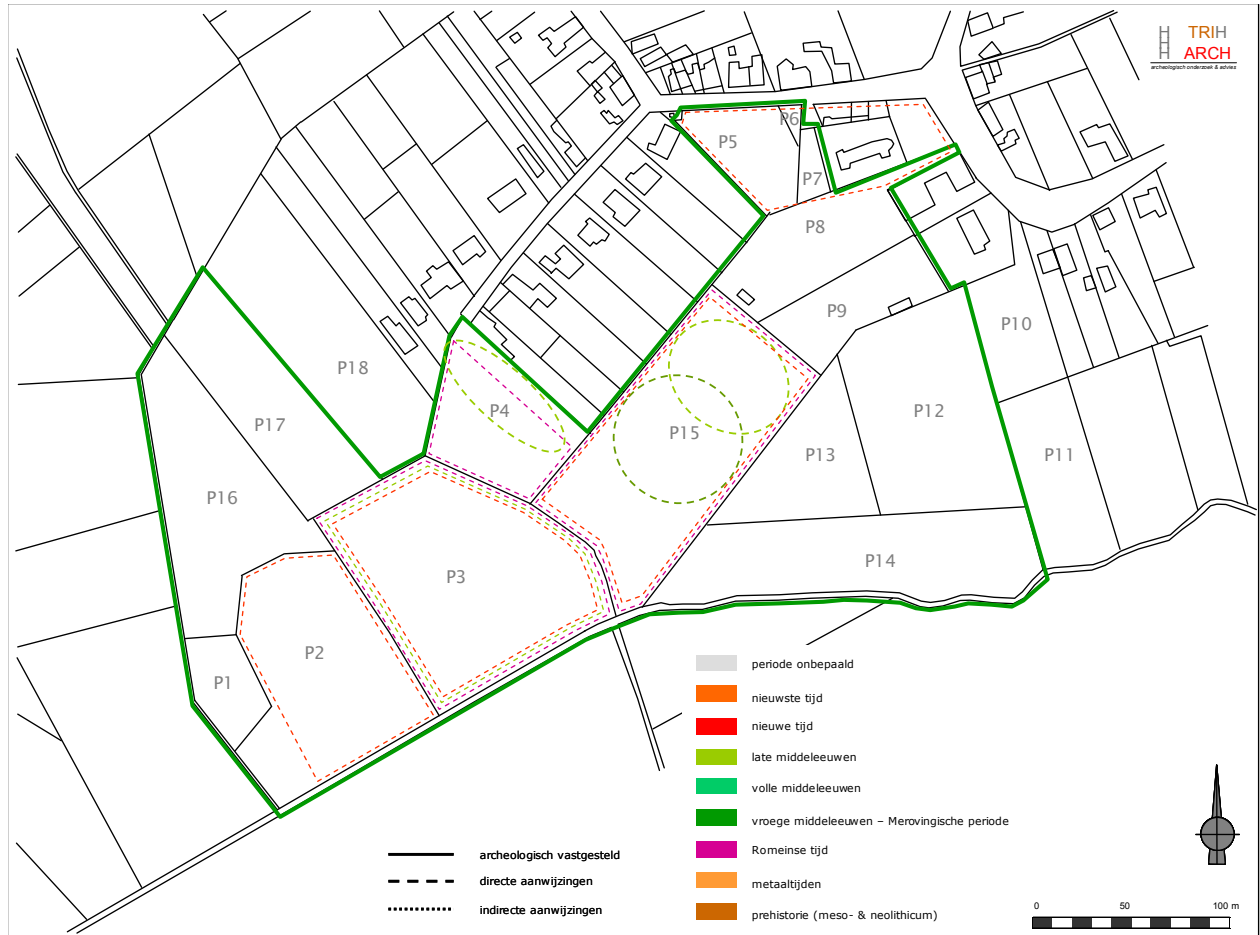 TRIH
ARCH
archeologisch onderzoek & advies
P6
P5
P7
P8
P10
P9
P18
P4
P12
P17
P15
P13
P11
P16
P14
P3
P2
P1
periode onbepaald
nieuwste tijd
nieuwe tijd
late middeleeuwen
volle middeleeuwen
vroege middeleeuwen – Merovingische periode
Romeinse tijd
metaaltijden
prehistorie (meso- & neolithicum)
archeologisch vastgesteld
directe aanwijzingen
indirecte aanwijzingen
0 50 100 m